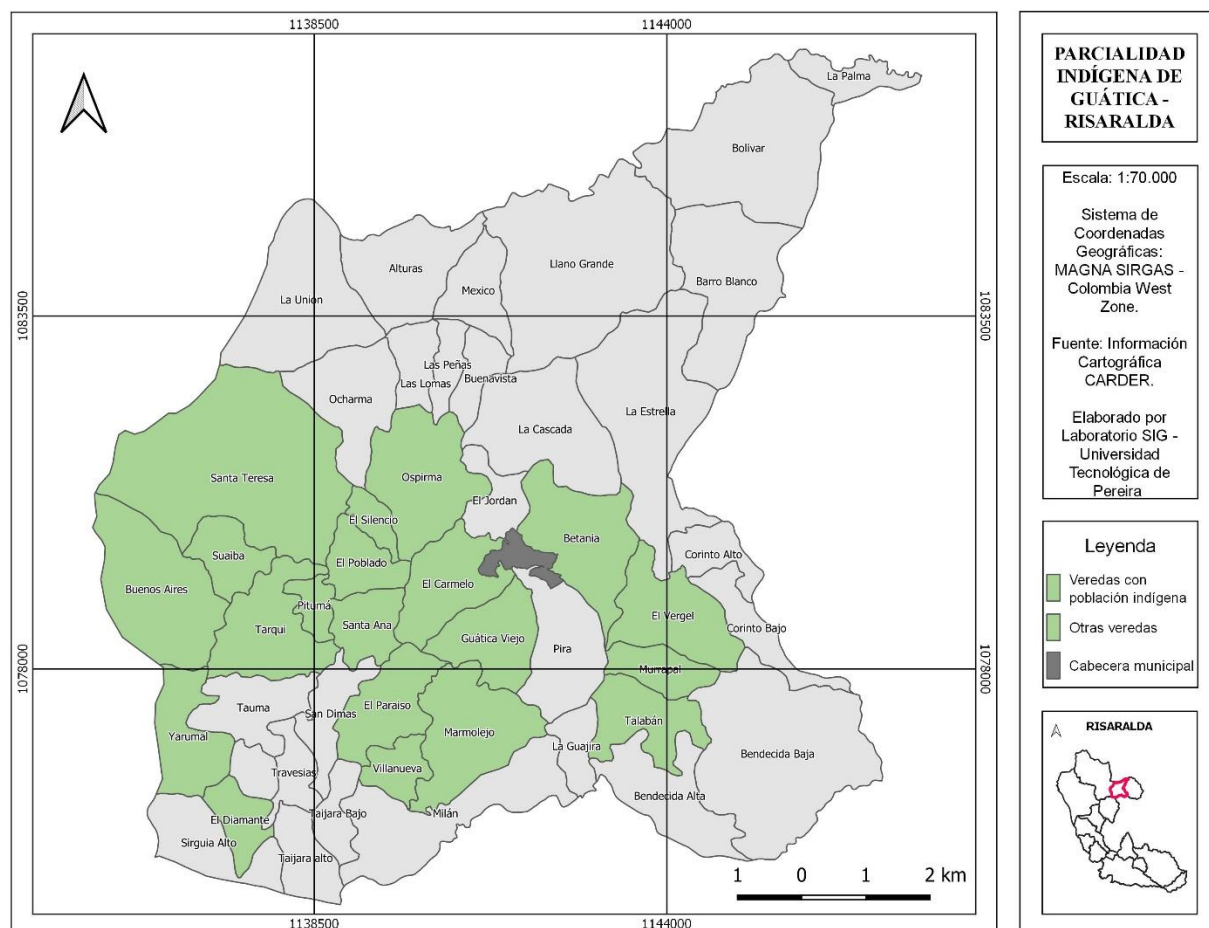 1138500
1144000
La Palma
Bolivar
Llano Grande
Alturas
Barro Blanco
La Union
Mexico
1083500
1083500
Las Peñas
Las Lomas
Buenavista
Ocharma
La Estrella
La Cascada
Santa Teresa
Ospirma
El Jordan
El Silencio
Betania
Suaiba
El Poblado
Corinto Alto
Buenos Aires
El Carmelo
Pitumá
El Vergel
Santa Ana
Tarqui
Corinto Bajo
Guática Viejo
Pira
1078000
1078000
Murrapal
Tauma
San Dimas
El Paraiso
Talabán
Marmolejo
Yarumal
La Guajira
Bendecida Baja
Travesias
Villanueva
Bendecida Alta
El Diamante
Taijara Bajo
Milán
Sirguia Alto
Taijara alto
1 0 1 2 km
1138500
1144000
PARCIALIDAD
INDÍGENA DE
GUÁTICA -
RISARALDA
Escala: 1:70.000
Sistema de
Coordenadas
Geográficas:
MAGNA SIRGAS -
Colombia West
Zone.
Fuente: Información
Cartográfica
CARDER.
Elaborado por
Laboratorio SIG -
Universidad
Tecnológica de
Pereira
Leyenda
Veredas con
población indígena
Otras veredas
Cabecera municipal
RISARALDA